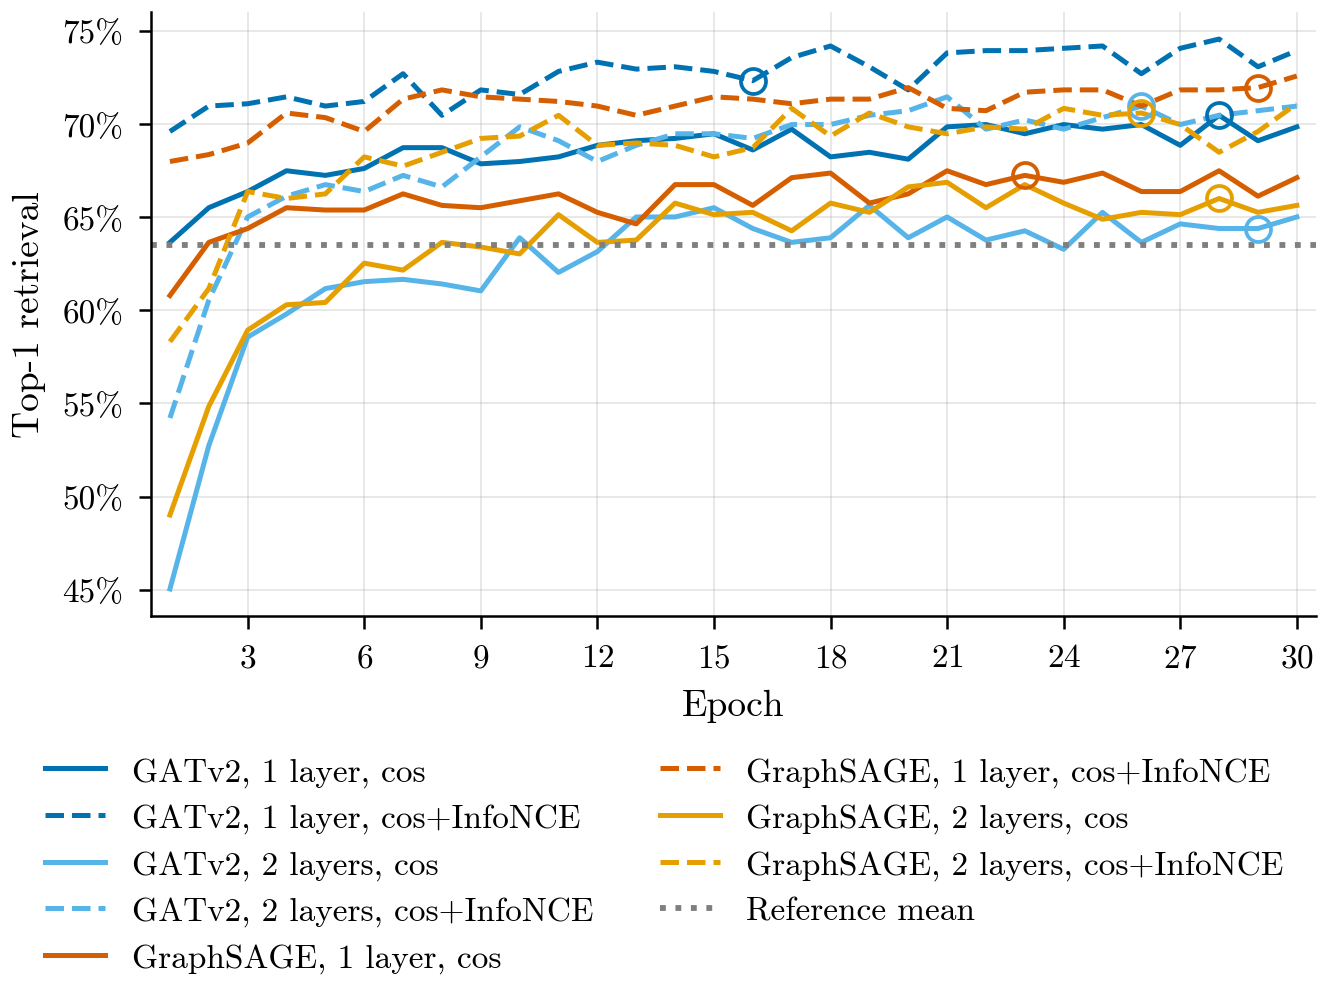 75%
70%
65%
60%
55%
50%
45%
Top-1 retrieval
3 6 9 12 15 18 21 24 27 30
Epoch
GATv2, 1 layer, cos
GATv2, 1 layer, cos+InfoNCE
GATv2, 2 layers, cos
GATv2, 2 layers, cos+InfoNCE
GraphSAGE, 1 layer, cos
GraphSAGE, 1 layer, cos+InfoNCE
GraphSAGE, 2 layers, cos
GraphSAGE, 2 layers, cos+InfoNCE
Reference mean